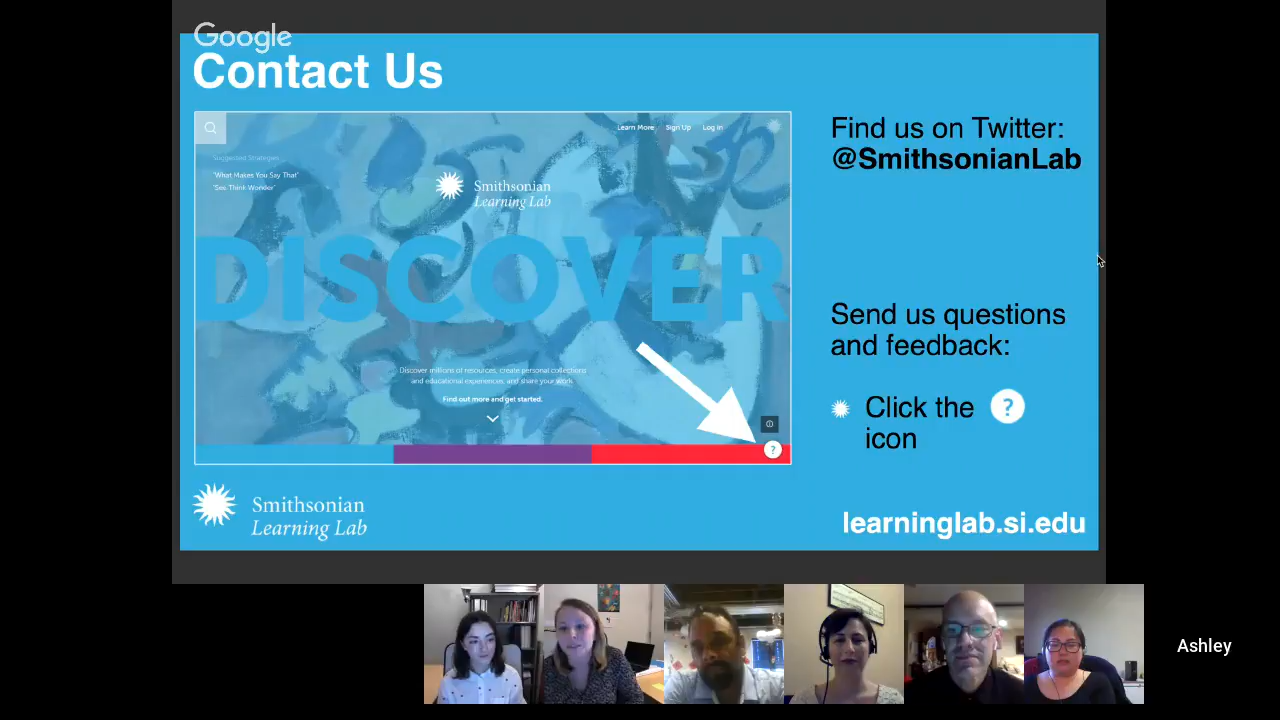 Google
Contact Us
Learn More Sign Up Log In
Suggested Strategies
'What Makes You Say That'
'See Think Wonder'
Smithsonian
Learning Lab
DISCOVER
Discover millions of resources, create personal collections
and educational experiences, and share your work.
Find out more and get started.
?
Find us on Twitter:
@SmithsonianLab
Send us questions
and feedback:
Click the ?
icon
Smithsonian
Learning Lab
learninglab.si.edu
Ashley